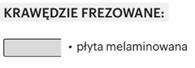 KRAWĘDZIE FREZOWANE:
• płyta melaminowana